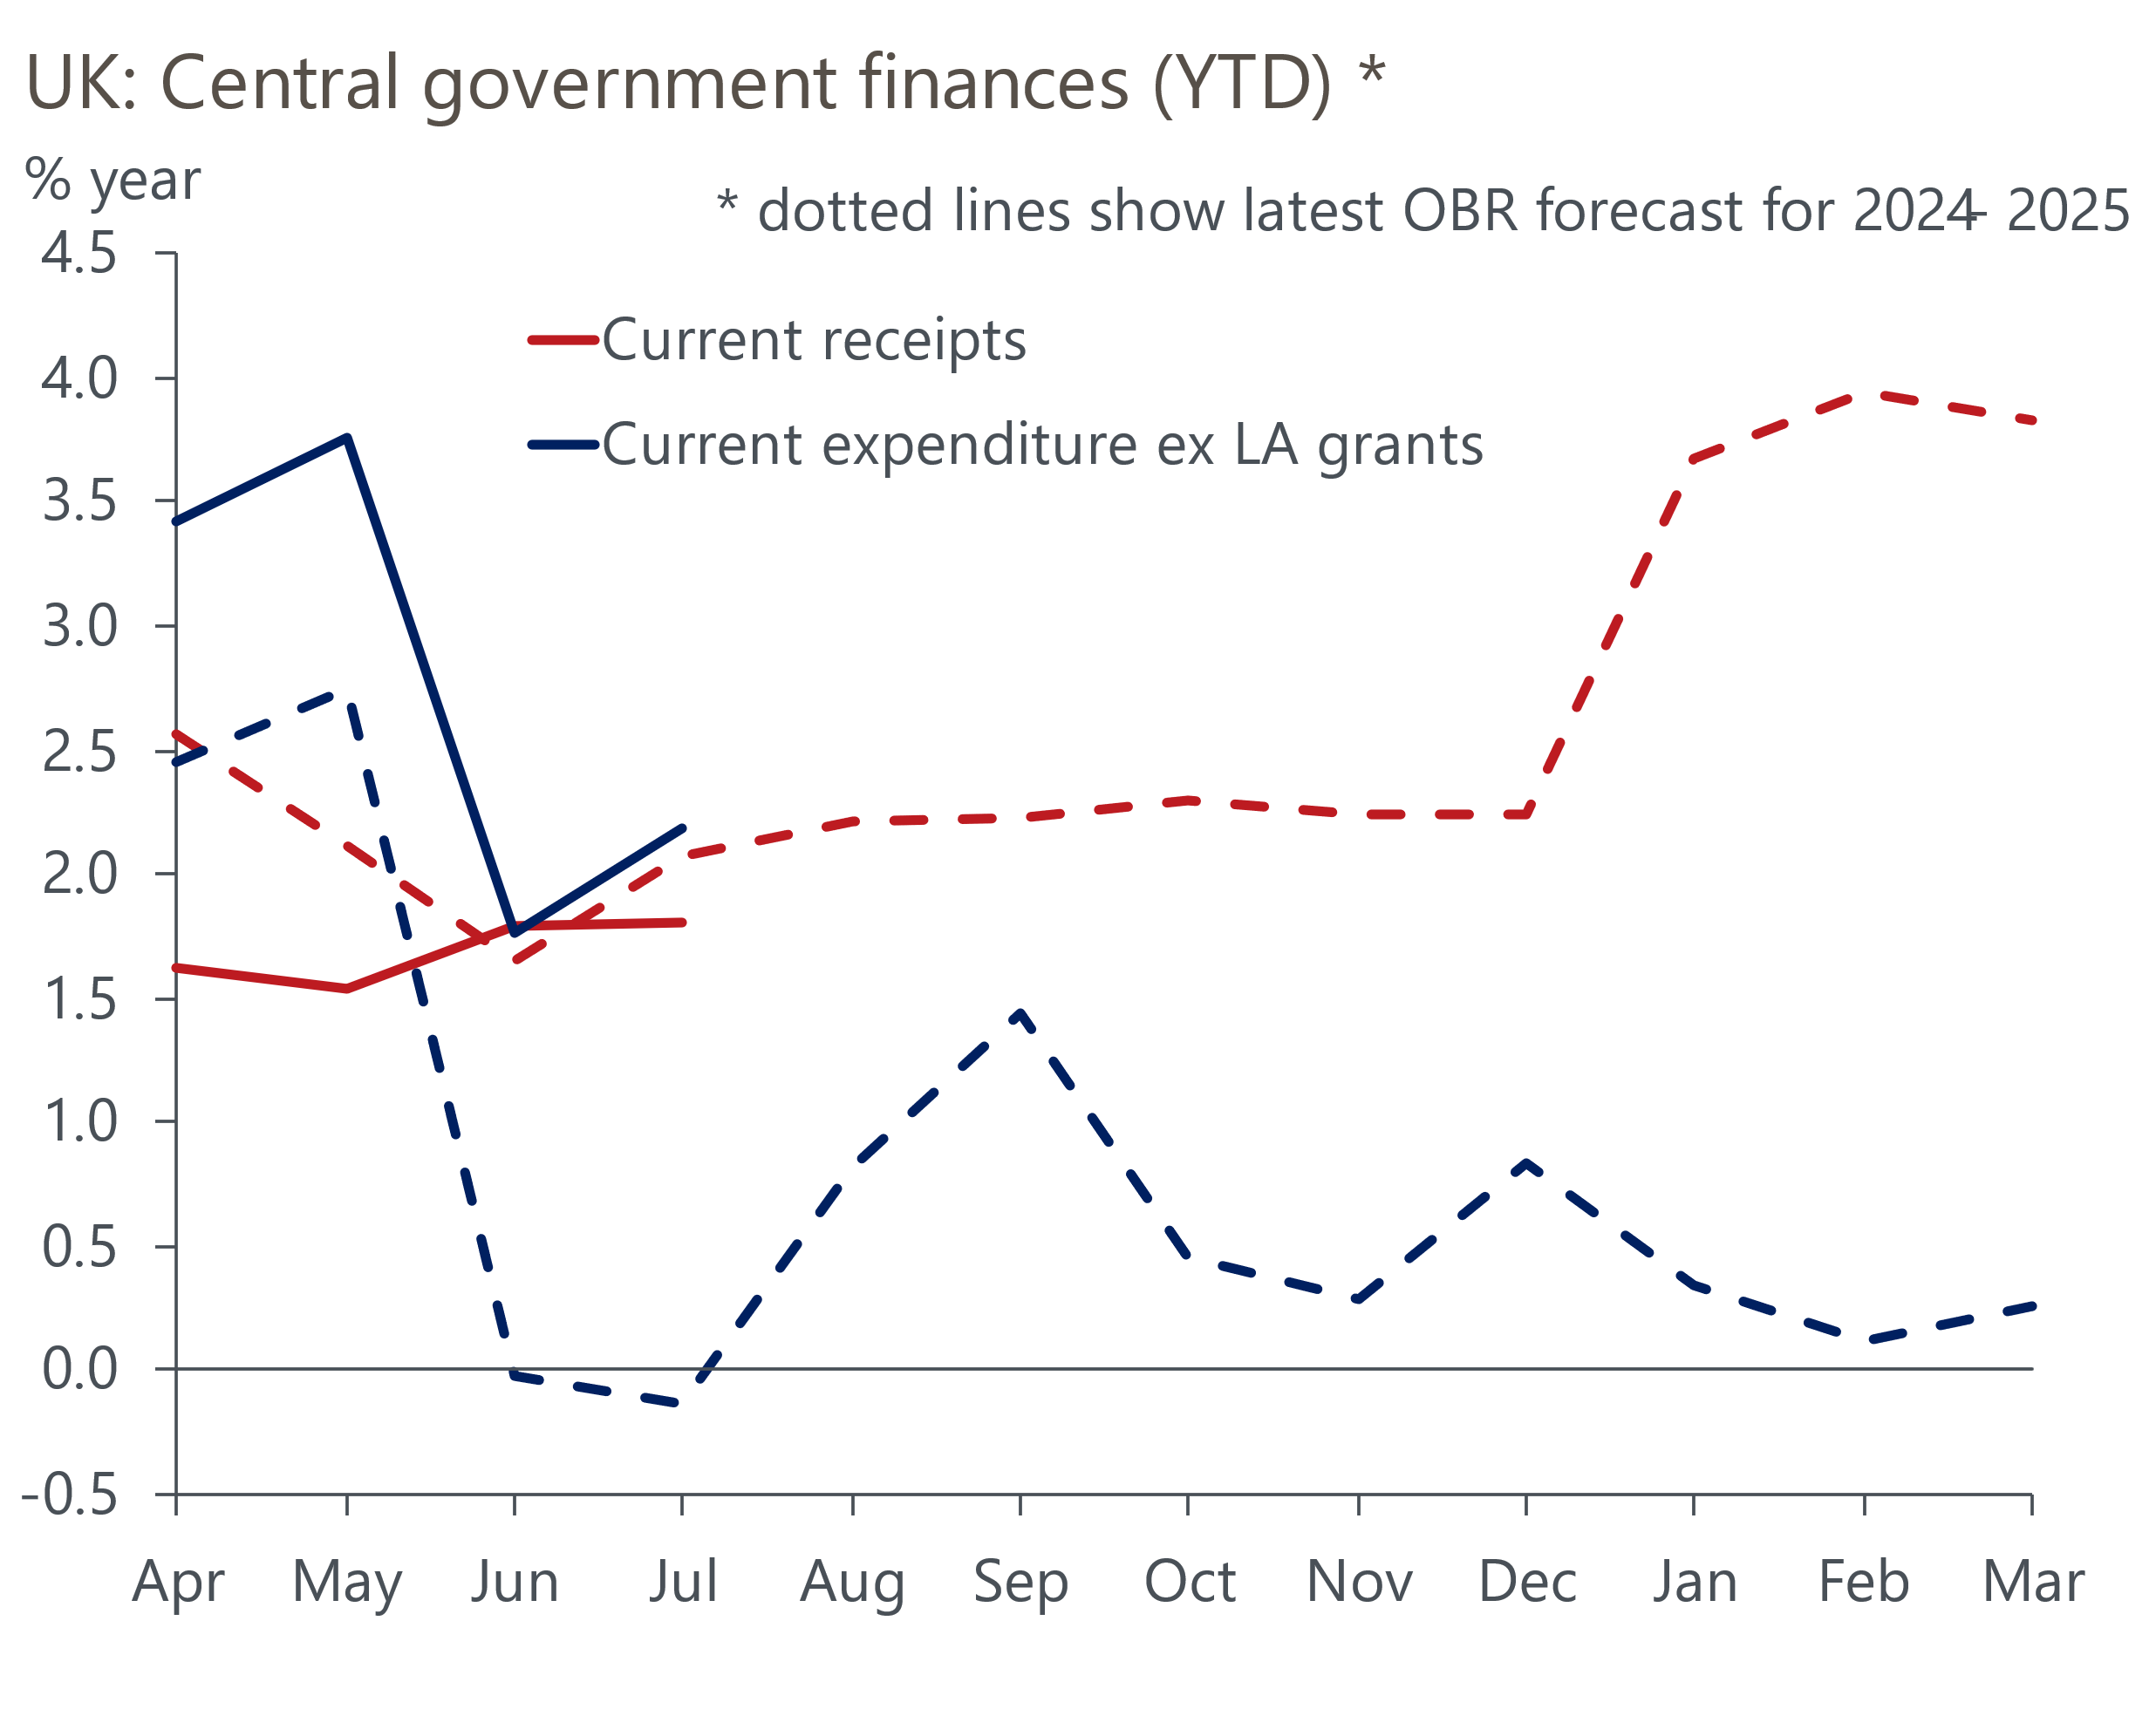 UK: Central government finances (YTD) *
% year
* dotted lines show latest OBR forecast for 2024- 2025
4.5
Current receipts
4.0
Current expenditure ex LA grants
3.5
3.0
2.5
2.0
1.5
1.0
0.5
0.0
-0.5
Apr May Jun Jul Aug Sep Oct Nov Dec Jan Feb Mar